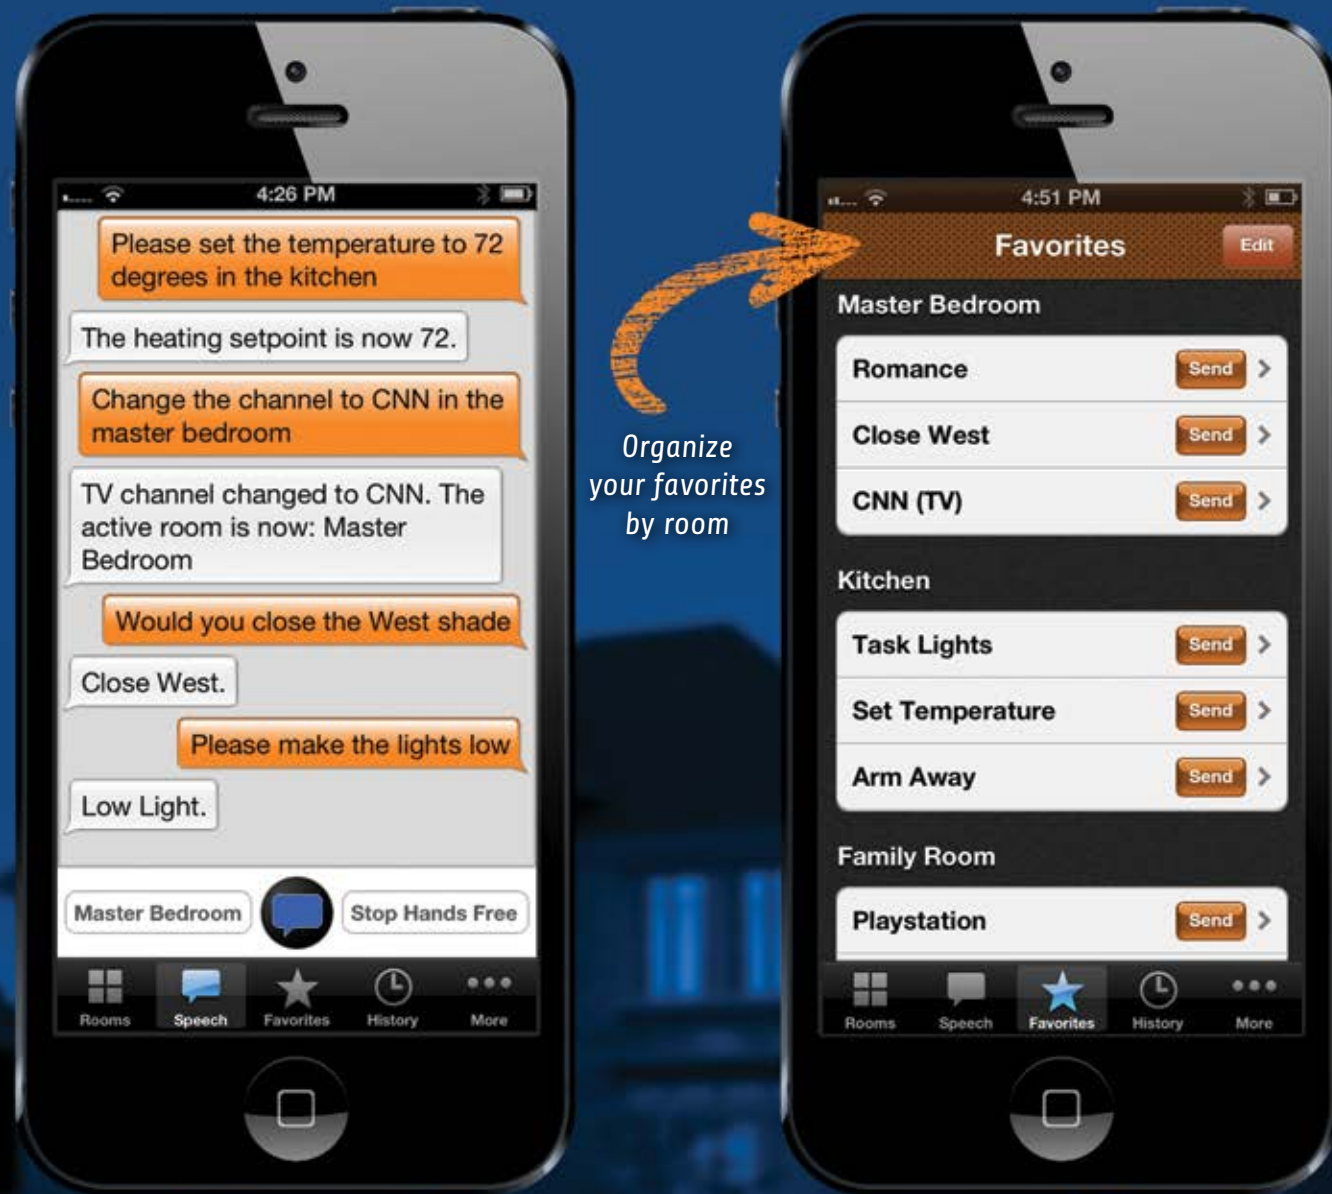 4:26 PM
Please set the temperature to 72
degrees in the kitchen
The heating setpoint is now 72.
Change the channel to CNN in the
master bedroom
TV channel changed to CNN. The
active room is now: Master
Bedroom
Would you close the West shade
Close West.
Please make the lights low
Low Light.
Master Bedroom
Stop Hands Free
Rooms
Speech
Favorites
History
More
Organize
your favorites
by room
4:51 PM
Favorites
Edit
Master Bedroom
Romance
Send
Close West
Send
CNN (TV)
Send
Kitchen
Task Lights
Send
Set Temperature
Send
Arm Away
Send
Family Room
Playstation
Send
Rooms
Speech
Favorites
History
More